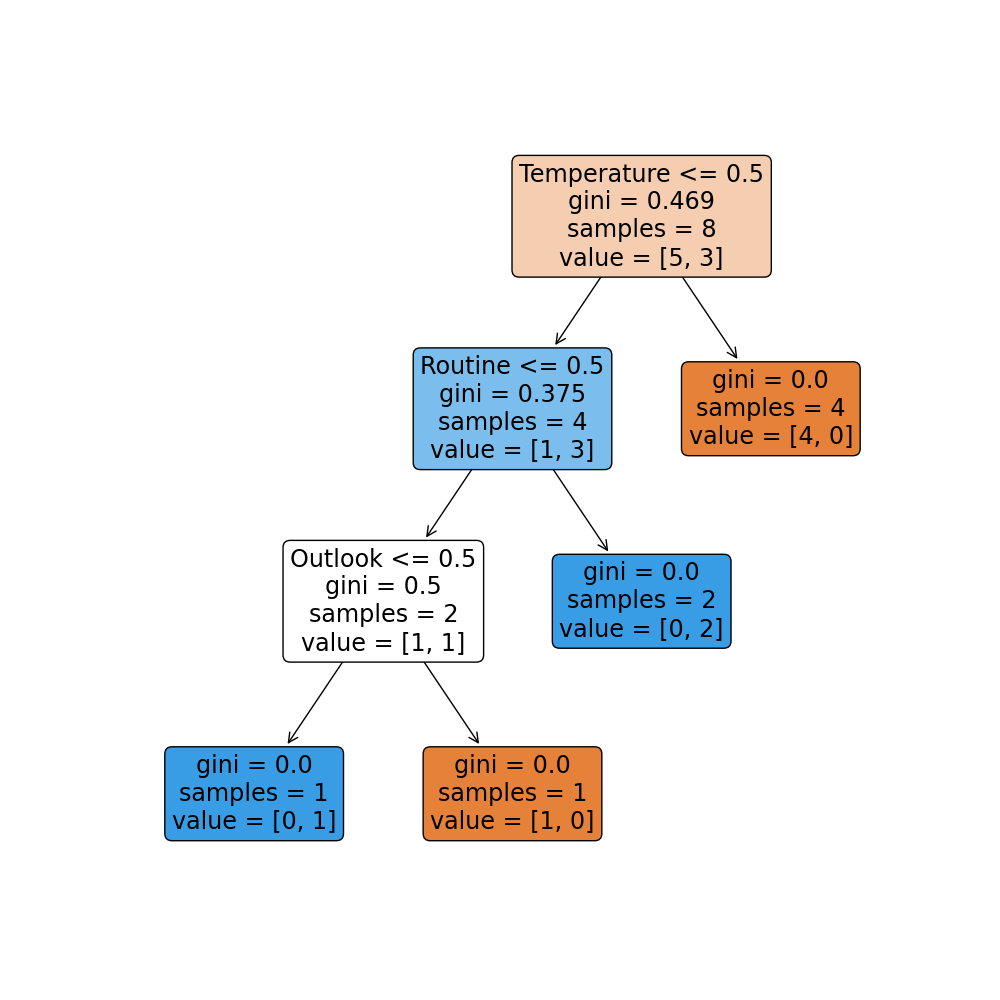 Temperature <= 0.5
gini = 0.469
samples = 8
value = [5, 3]
Routine <= 0.5
gini = 0.375
samples = 4
value = [1, 3]
gini = 0.0
samples = 4
value = [4, 0]
Outlook <= 0.5
gini = 0.5
samples = 2
value = [1, 1]
gini = 0.0
samples = 2
value = [0, 2]
gini = 0.0
samples = 1
value = [0, 1]
gini = 0.0
samples = 1
value = [1, 0]